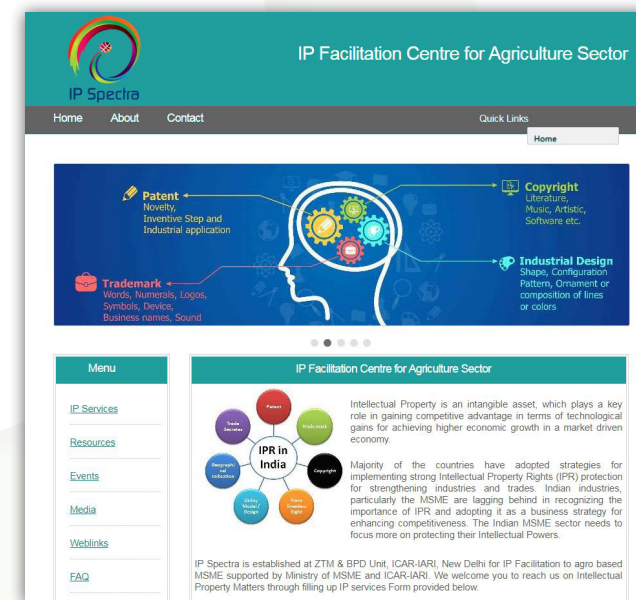 IP Spectra
IP Facilitation Centre for Agriculture Sector
Home About Contact
Quick Links
Home
Patent
Novelty,
Inventive Step and
Industrial application
Trademark
Words, Numerals, Logos,
Symbols, Device,
Business names, Sound
Copyright
Literature,
Music, Artistic,
Software etc.
Industrial Design
Shape, Configuration
Pattern, Ornament or
composition of lines
or colors
Menu
IP Services
Resources
Events
Media
Weblinks
FAQ
IP Facilitation Centre for Agriculture Sector
Patent
Trade mark
Copyright
Plant
Breeders
Right
Utility
Model /
Design
Geographi
cal
Indication
Trade
Secretes
IPR in
India
Intellectual Property is an intangible asset, which plays a key
role in gaining competitive advantage in terms of technological
gains for achieving higher economic growth in a market driven
economy.
Majority of the countries have adopted strategies for
implementing strong Intellectual Property Rights (IPR) protection
for strengthening industries and trades. Indian industries,
particularly the MSME are lagging behind in recognizing the
importance of IPR and adopting it as a business strategy for
enhancing competitiveness. The Indian MSME sector needs to
focus more on protecting their Intellectual Powers.
IP Spectra is established at ZTM & BPD Unit, ICAR-IARI, New Delhi for IP Facilitation to agro based
MSME supported by Ministry of MSME and ICAR-IARI. We welcome you to reach us on Intellectual
Property Matters through filling up IP services Form provided below.